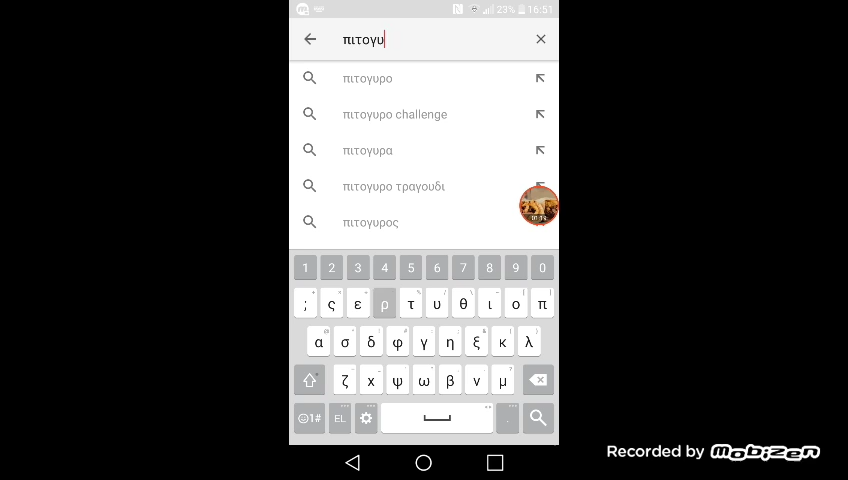 23% 16:51
πιτογυ
πιτογυρο
πιτογυρο challenge
πιτογυρα
πιτογυρο τραγουδι
πιτογυρος
1 2 3 4 5 6 7 8 9 0
; ς ε ρ τ υ θ ι ο π
α σ δ φ γ η ξ κ λ
ζ χ ψ ω β ν μ
1# EL .
Recorded by mobizen